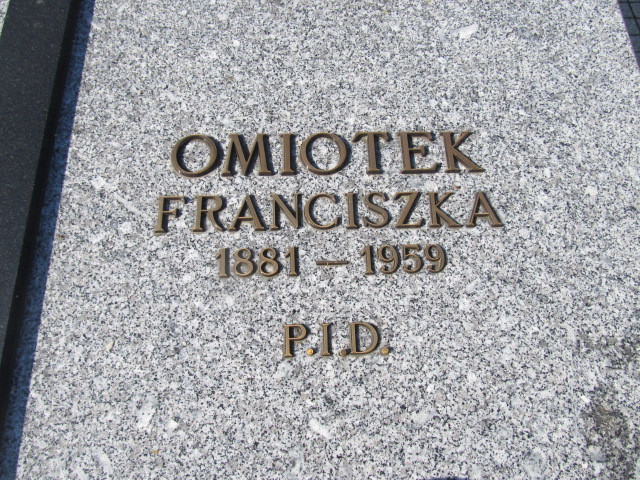 OMIOTEK
FRANCISZKA
1881 – 1959
P.I.D.